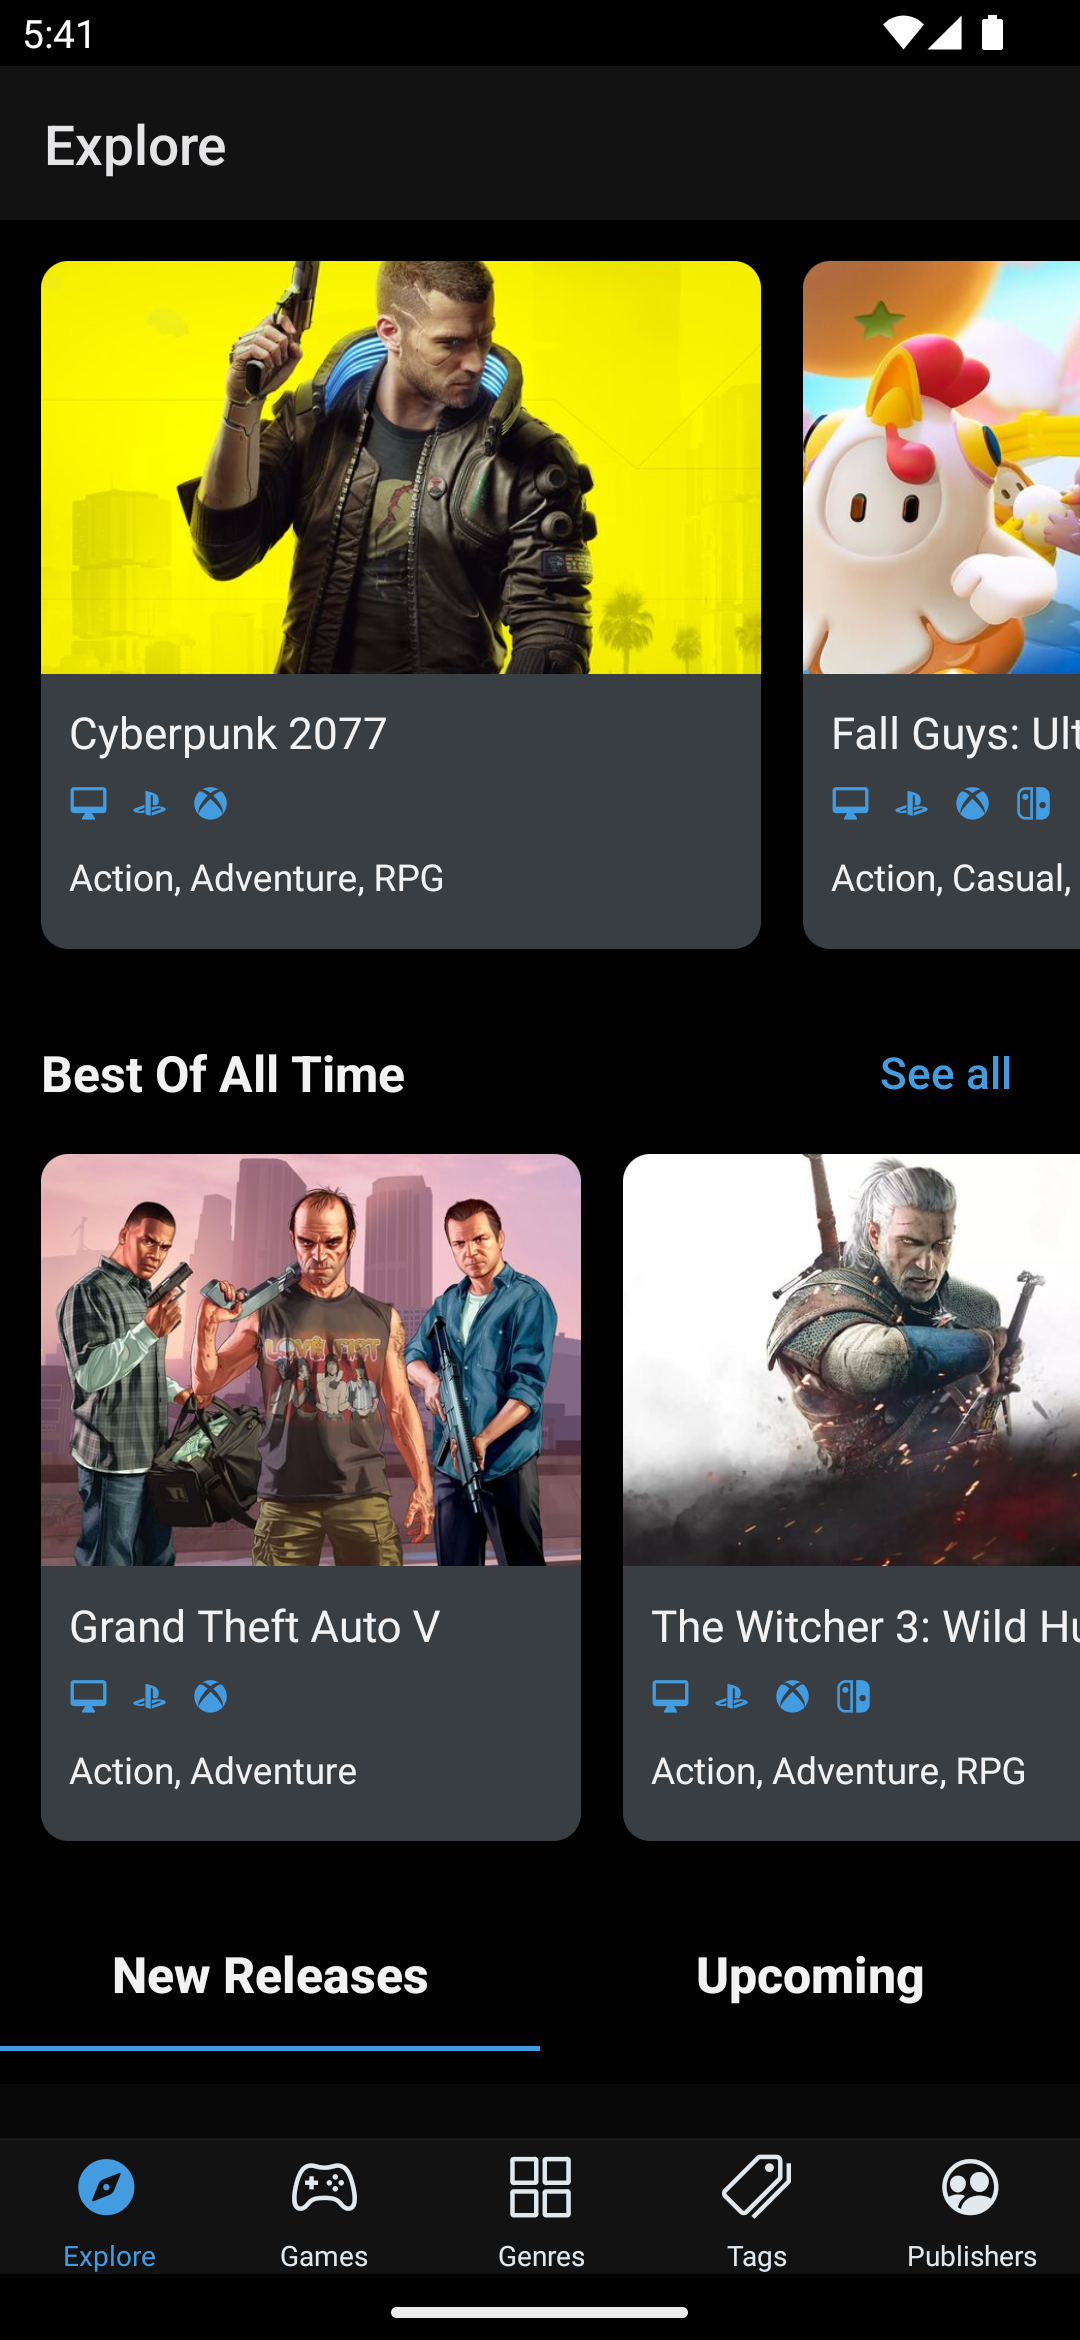 5:41
Explore
Cyberpunk 2077
Action, Adventure, RPG
Fall Guys: Ult
Action, Casual,
Best Of All Time
See all
LOVE FIST
Grand Theft Auto V
Action, Adventure
The Witcher 3: Wild Hu
Action, Adventure, RPG
New Releases
Upcoming
Explore
Games
Genres
Tags
Publishers